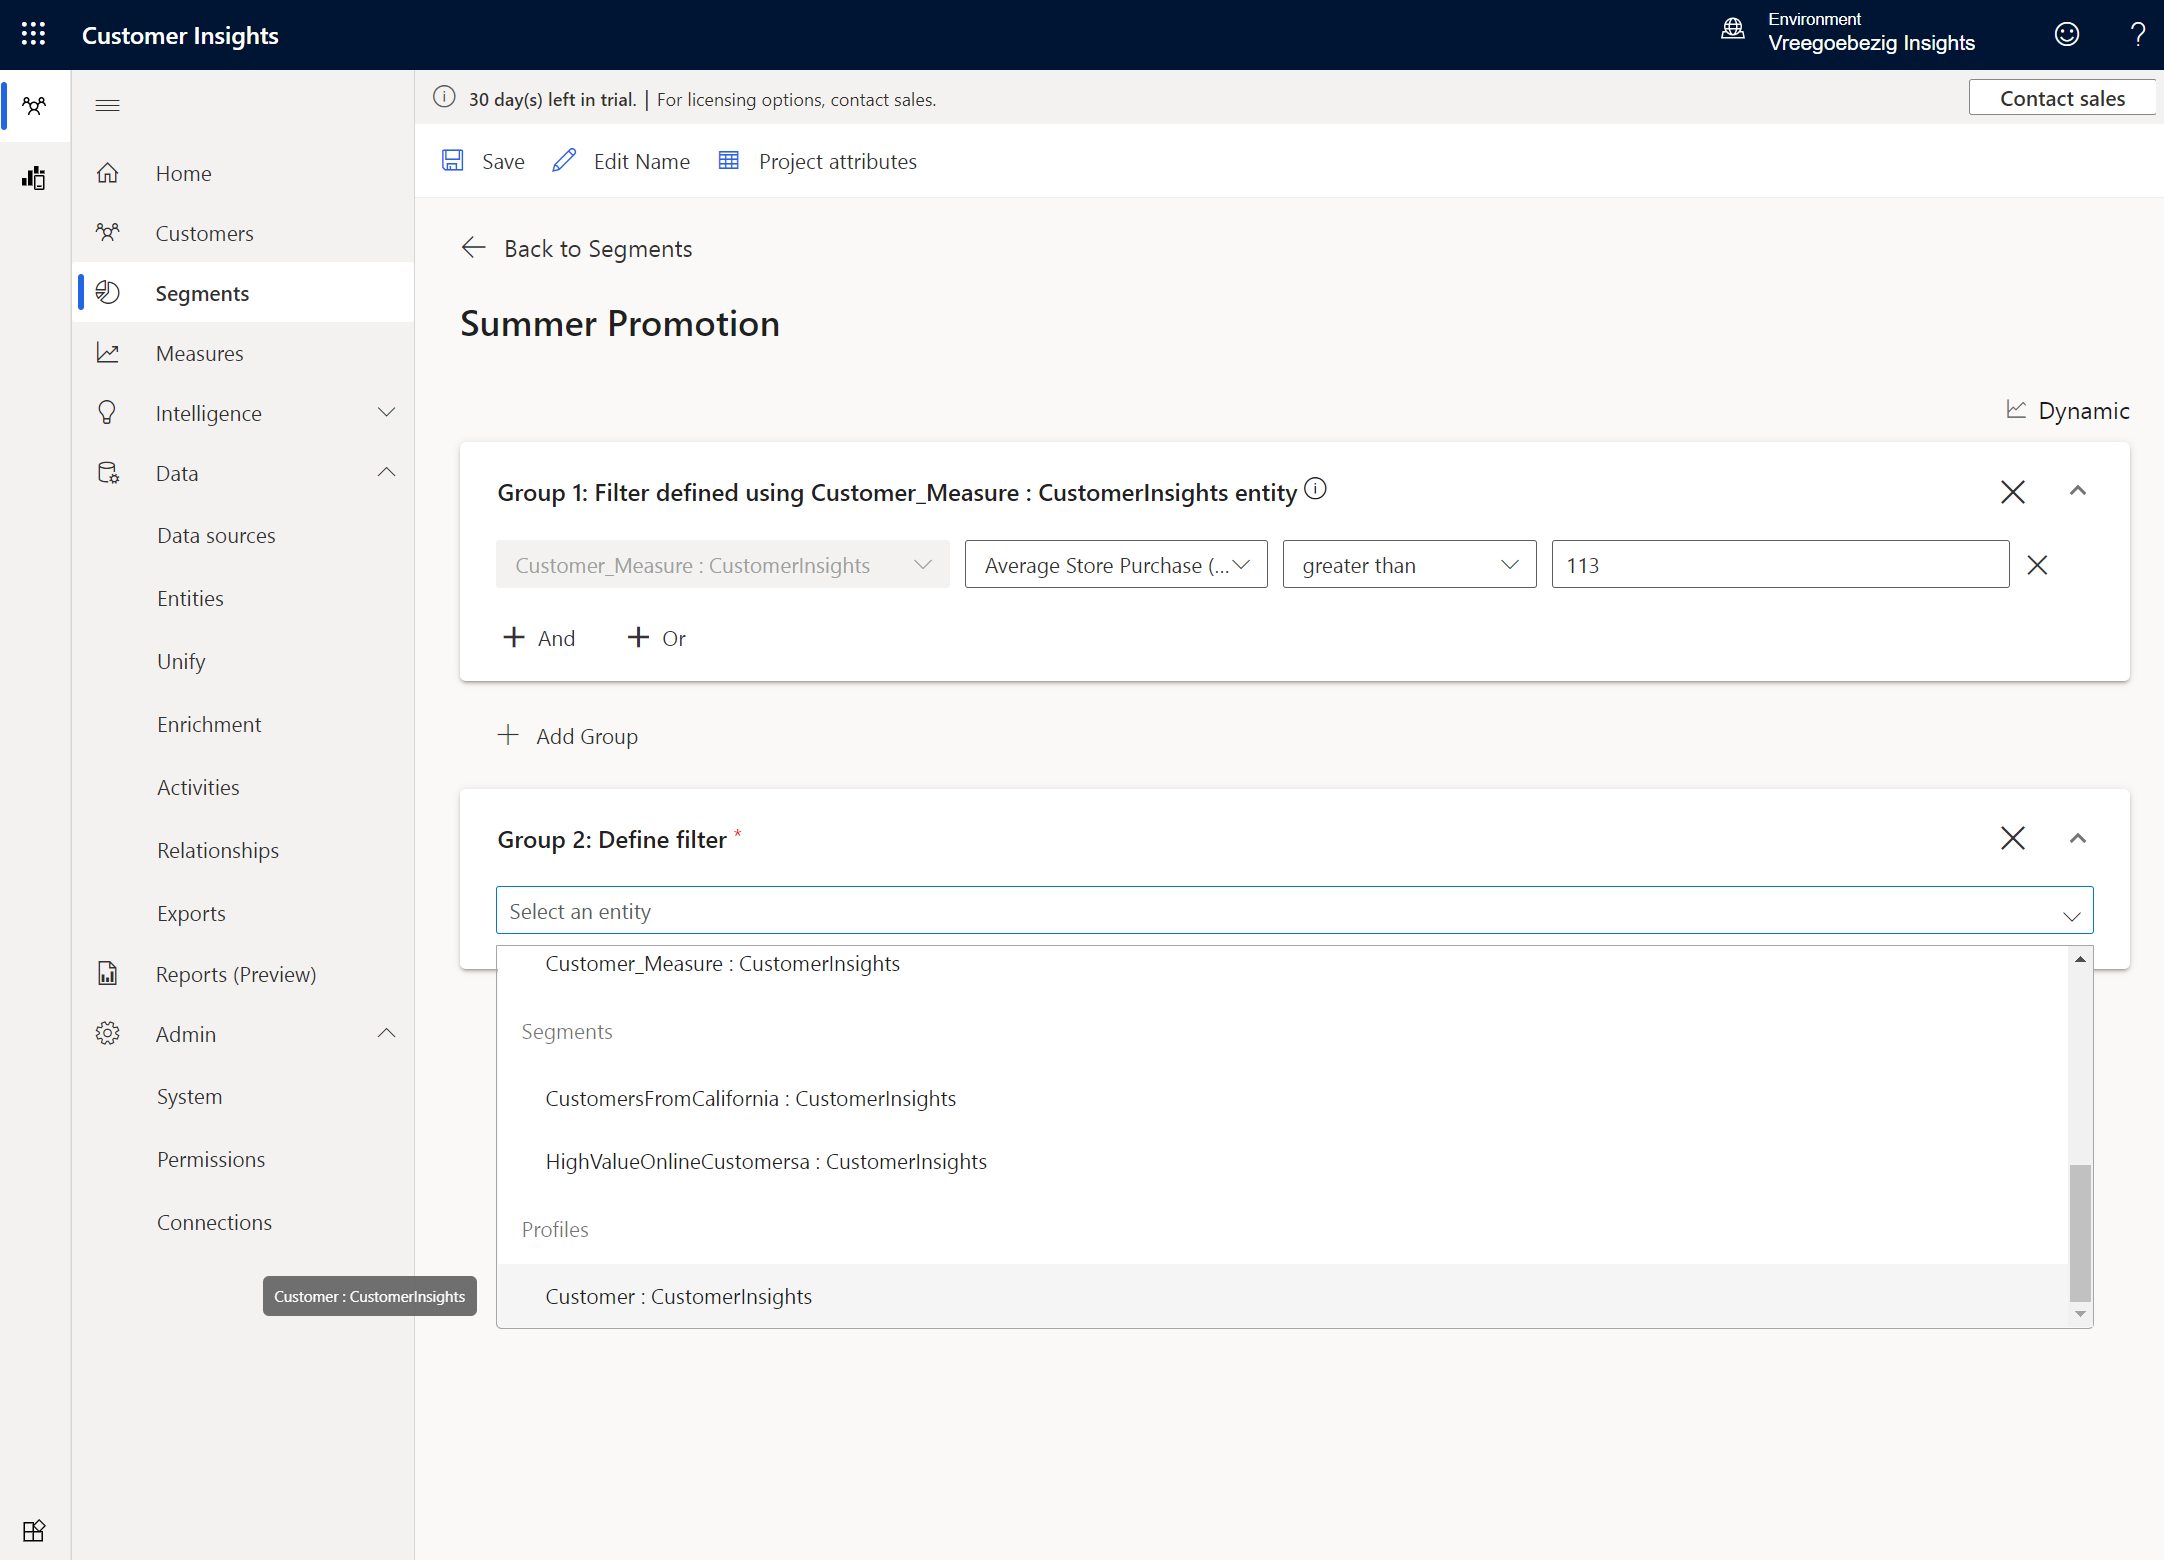 Customer Insights
Environment
Vreegoebezig Insights
?
30 day(s) left in trial. | For licensing options, contact sales.
Contact sales
Save
Edit Name
Project attributes
Home
Customers
Segments
Measures
Intelligence
Data
Data sources
Entities
Unify
Enrichment
Activities
Relationships
Exports
Reports (Preview)
Admin
System
Permissions
Connections
Back to Segments
Summer Promotion
Dynamic
Group 1: Filter defined using Customer_Measure : CustomerInsights entity
Customer_Measure : CustomerInsights
Average Store Purchase (...
greater than
113
And
Or
Add Group
Group 2: Define filter *
Select an entity
Customer_Measure : CustomerInsights
Segments
CustomersFromCalifornia : CustomerInsights
HighValueOnlineCustomersa : CustomerInsights
Profiles
Customer : CustomerInsights
Customer : CustomerInsights